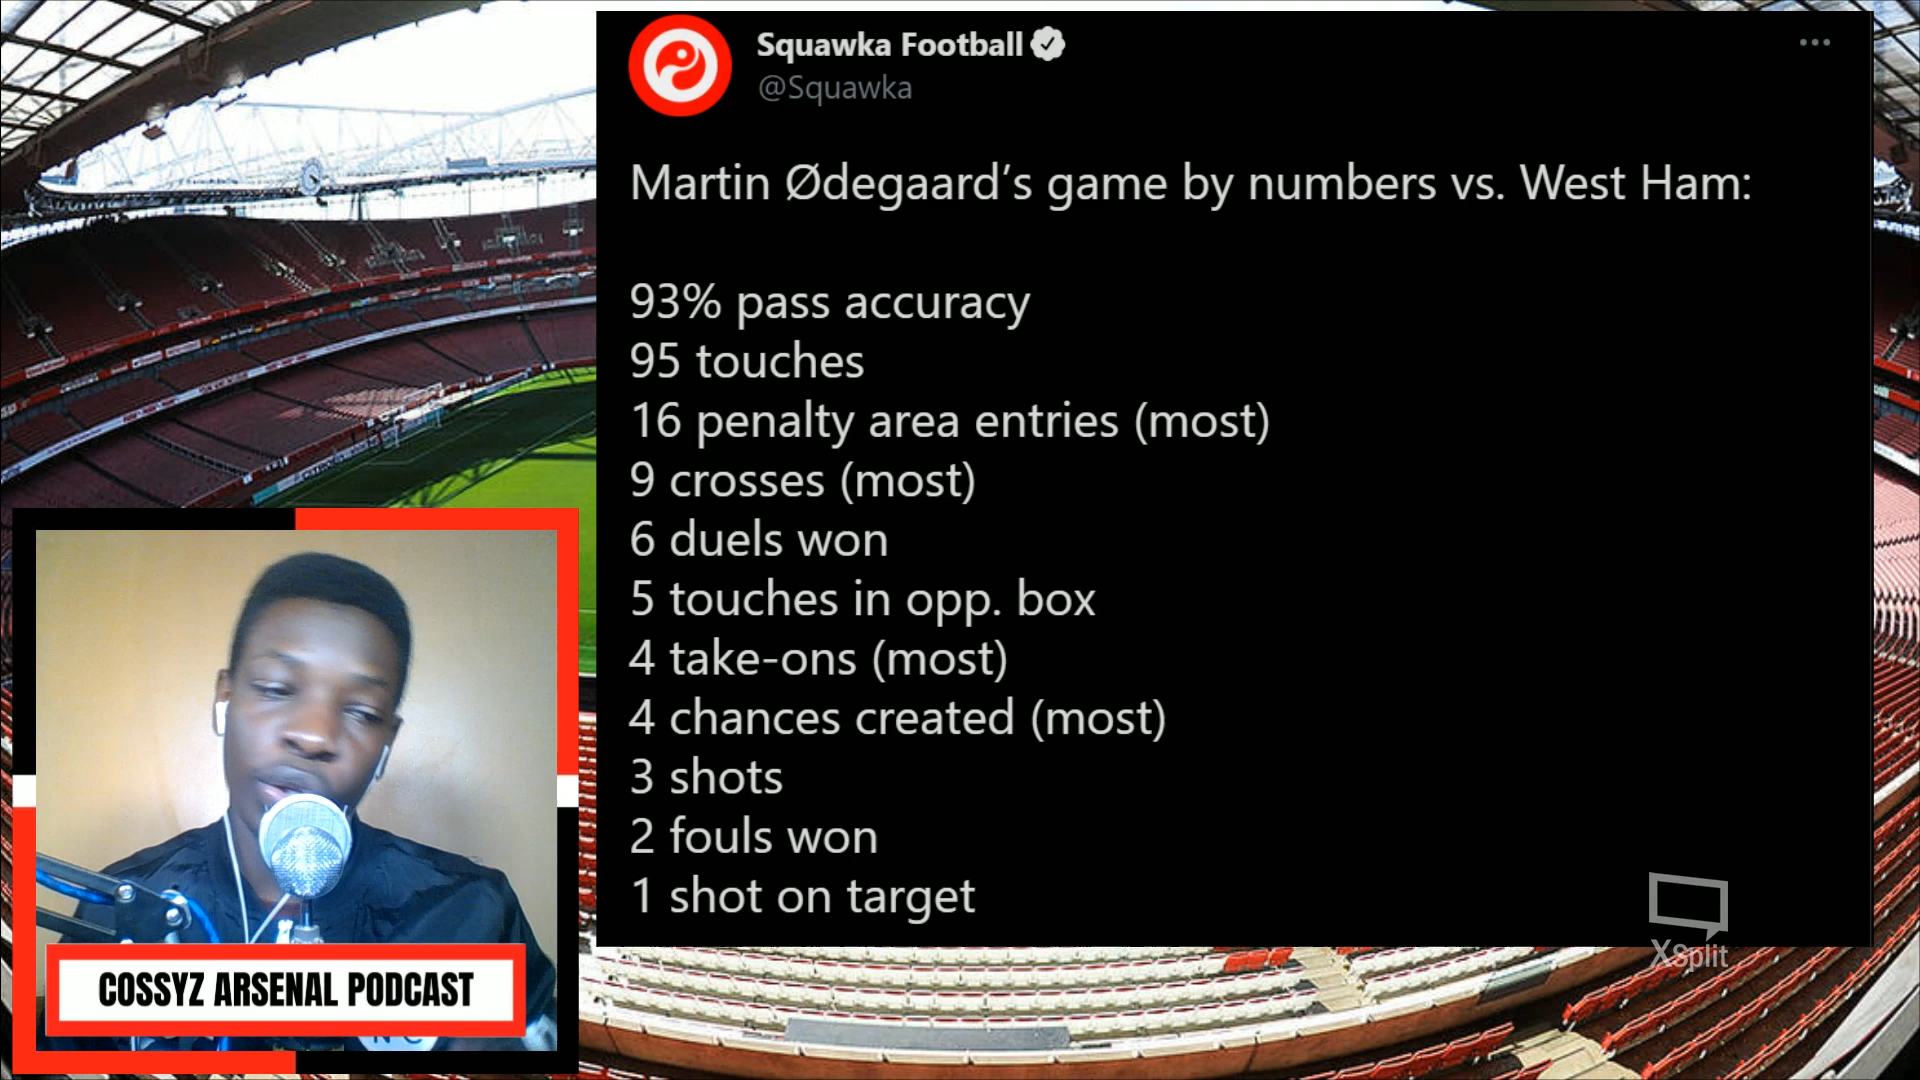 Squawka Football
@Squawka
Martin Ødegaard’s game by numbers vs. West Ham:
93% pass accuracy
95 touches
16 penalty area entries (most)
9 crosses (most)
6 duels won
5 touches in opp. box
4 take-ons (most)
4 chances created (most)
3 shots
2 fouls won
1 shot on target
XSplit
COSSYZ ARSENAL PODCAST